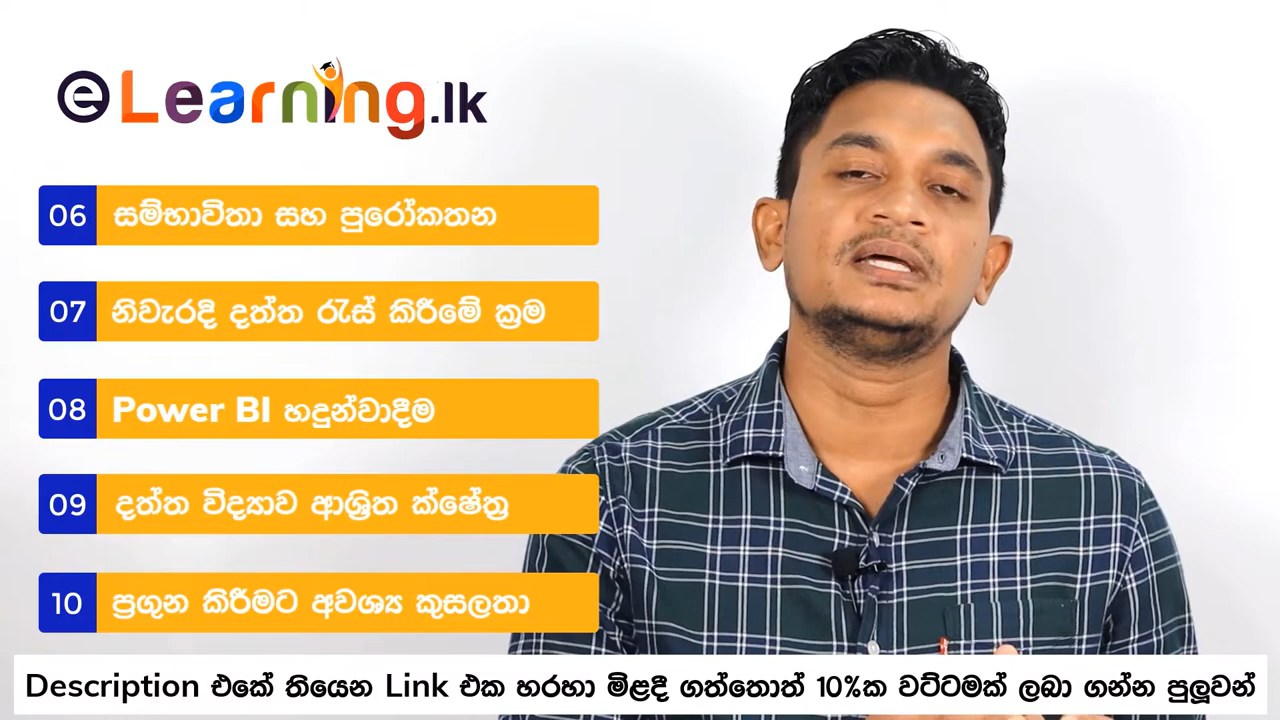 eLearning.lk
06 සම්භාවිතා සහ පුරෝකතන
07 නිවැරදි දත්ත රැස් කිරීමේ ක්‍රම
08 Power BI හදුන්වාදීම
09 දත්ත විද්‍යාව ආශ්‍රිත ක්ෂේත්‍ර
10 ප්‍රගුන කිරීමට අවශ්‍ය කුසලතා
Description එකේ තියෙන Link එක හරහා මිළදී ගත්තොත් 10%ක වට්ටමක් ලබා ගන්න පුලූවන්